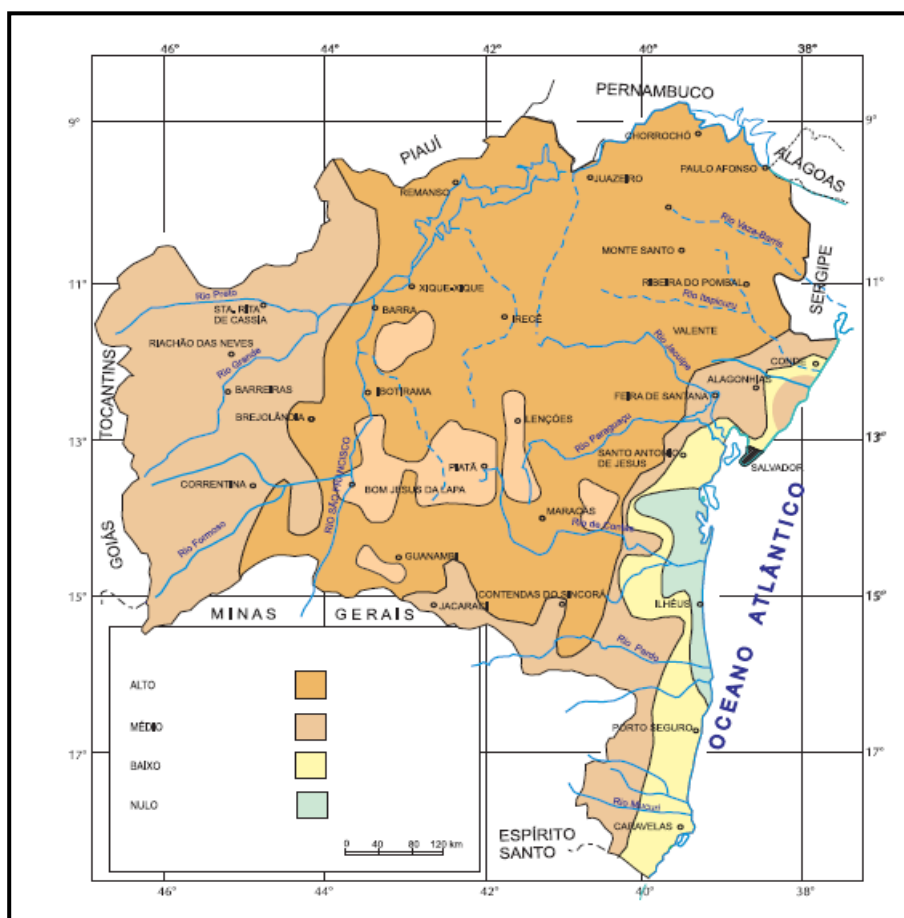 46° 44° 42° 40° 38°
PERNAMBUCO
9° 9°
CHORROCHÓ
PIAUÍ
ALAGOAS
PAULO AFONSO
JUAZEIRO
REMANSO
Rio Vaza-Barris
MONTE SANTO
SERGIPE
11° 11°
XIQUE-XIQUE
RIBEIRA DO POMBAL
Rio Preto
Rio Itapicuru
STA. RITA
DE CASSIA
BARRA
IRECÊ
VALENTE
RIACHÃO DAS NEVES
Rio Jacuipe
TOCANTINS
Rio Grande
CONDE
ALAGONHIAS
BARREIRAS
IBOTIRAMA
FEIRA DE SANTANA
BREJOLÂNDIA
LENÇÓES
Rio Paraguaçu
13° 13°
SANTO ANTONIO
DE JESUS
SALVADOR
PIATÃ
CORRENTINA
BOM JESUS DA LAPA
RIO SÃO FRANCISCO
MARACÁS
Rio de Contas
Rio Formoso
GOIÁS
GUANAMBI
OCEANO ATLÂNTICO
CONTENDAS DO SINCORÁ
15° 15°
JACARACI
ILHÉUS
MINAS GERAIS
Rio Pardo
ALTO
MÉDIO
PORTO SEGURO
17° 17°
BAÍXO
NULO
Rio Mucuri
CARAVELAS
ESPÍRITO
SANTO
0 40 80 120 km
46° 44° 42° 40° 38°